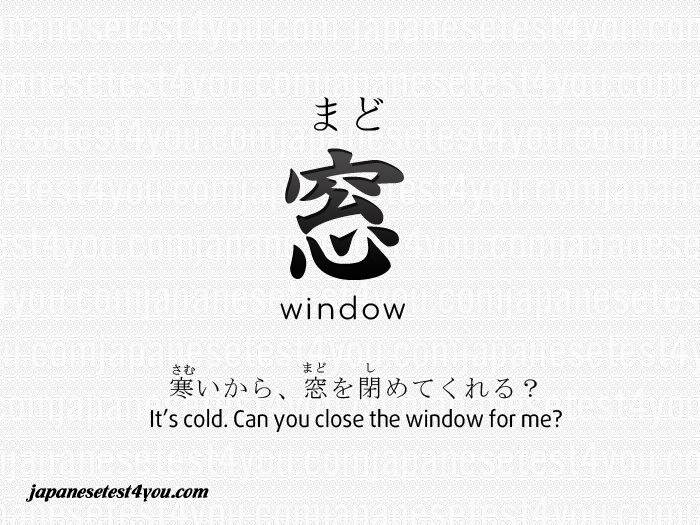 まど
窓
window
さむ まど し
寒いから、窓を閉めてくれる？
It's cold. Can you close the window for me?
japanesetest4you.com